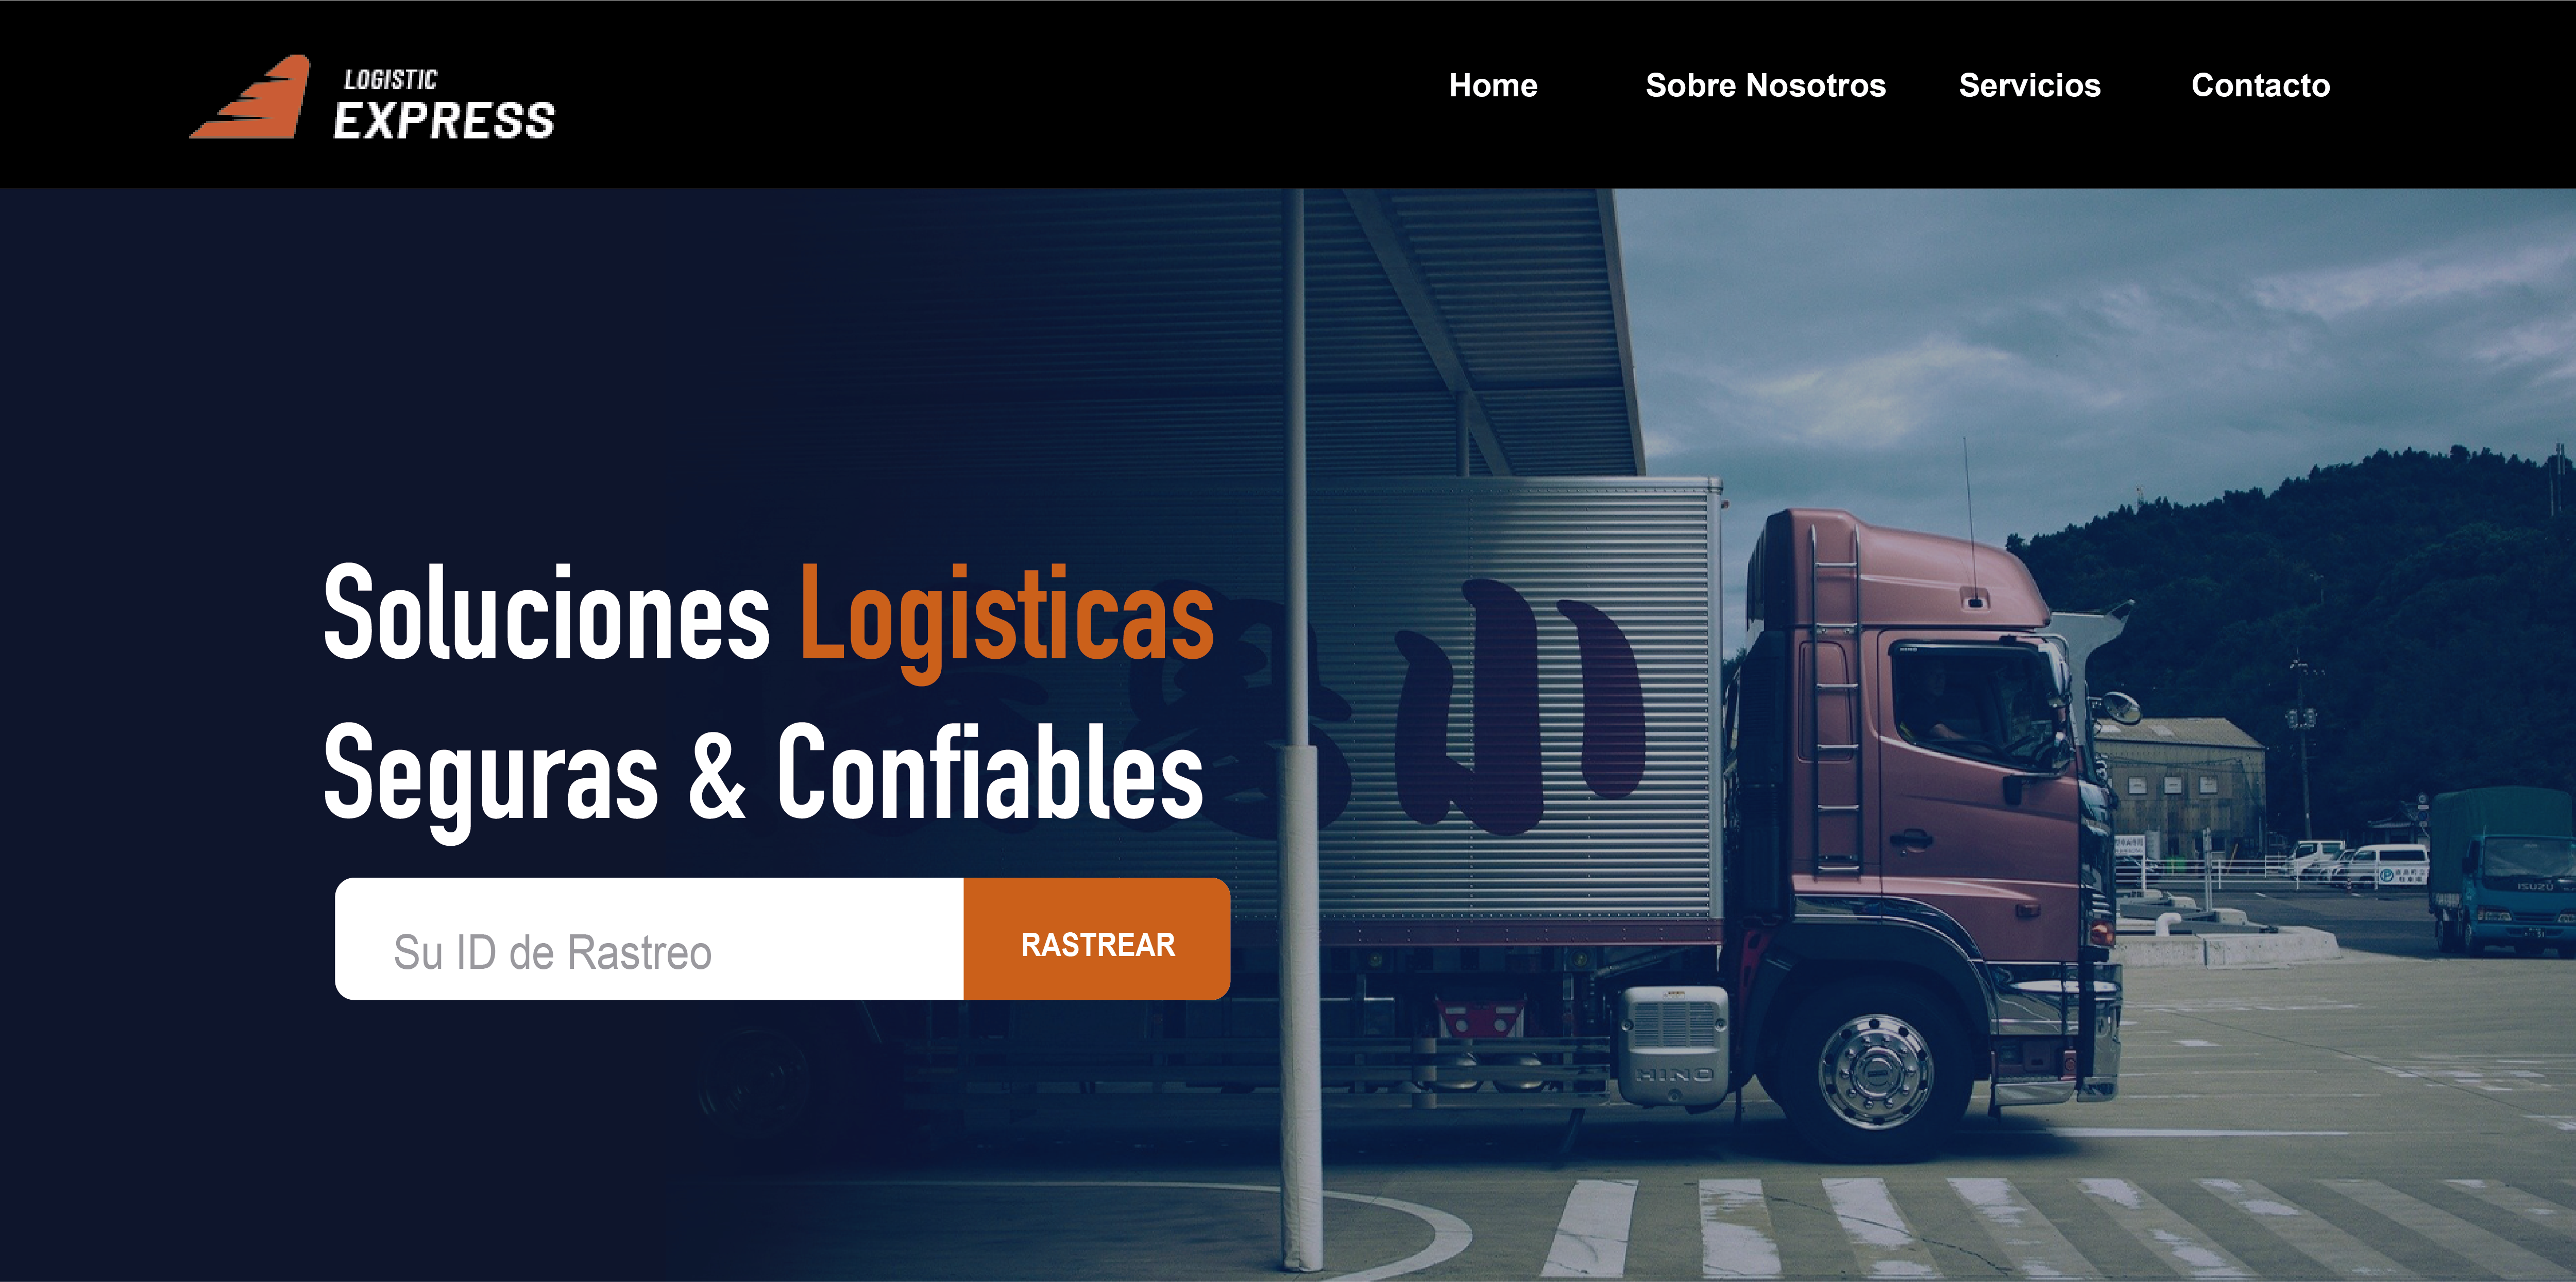 LOGISTIC
EXPRESS
Home Sobre Nosotros Servicios Contacto
Soluciones Logisticas
Seguras & Confiables
Su ID de Rastreo
RASTREAR
HINO
ISUZU